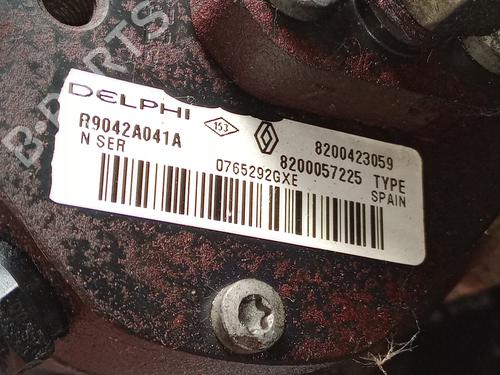 B-PARTS
DELPHI
153
R9042A041A
8200423059
N SER
0765292GXE
8200057225 TYPE
SPAIN